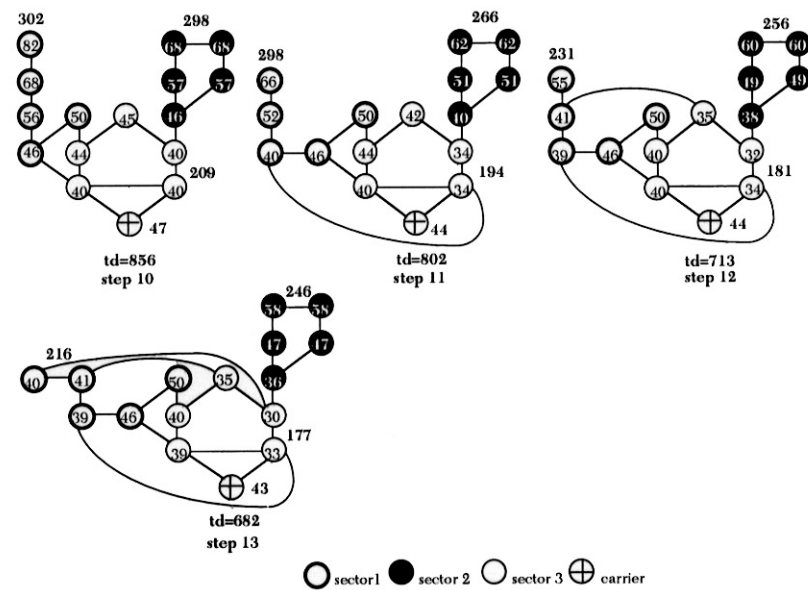 302 298
82 68 68
68 57 57
56 50 45 46
46 44 40
209
40 40
47
td=856
step 10
266
62 62
298
66 51 51
52 50 42 40
40 46 44 34
194
40 34
44
td=802
step 11
256
60 60
231
55 49 49
41 50 35 38
39 46 40 32
181
40 34
44
td=713
step 12
246
58 58
47 47
216
40 41 50 35 36
39 46 40 30
177
39 33
43
td=682
step 13
sector1 sector 2 sector 3 carrier